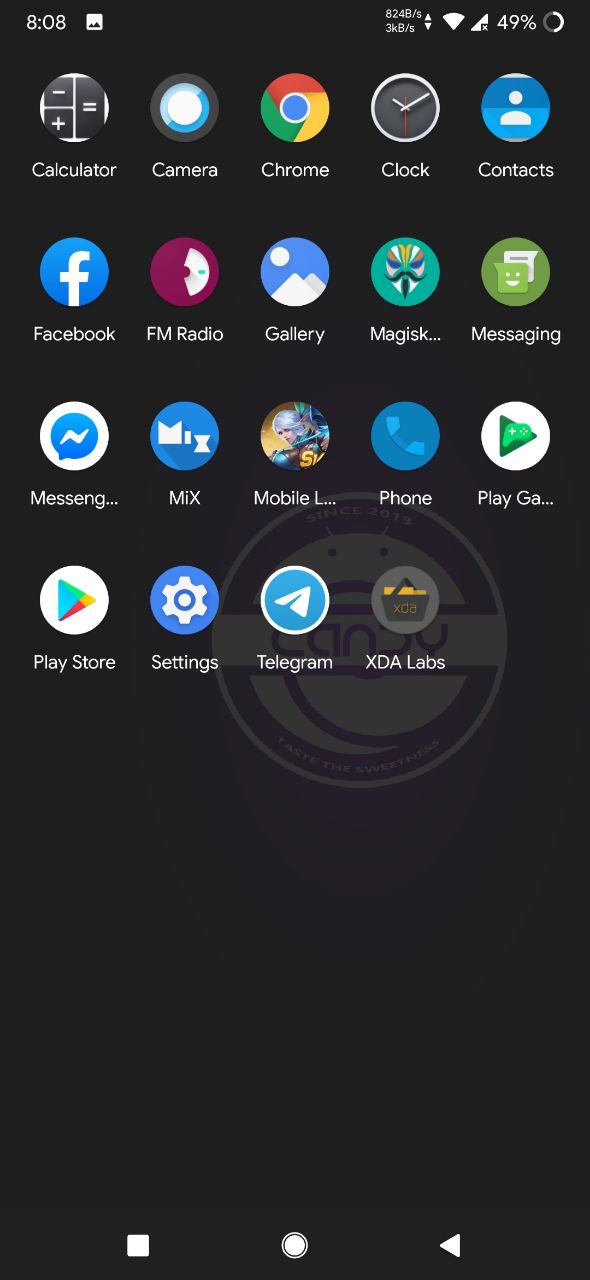 8:08
824B/s
3kB/s
49%
Calculator Camera Chrome Clock Contacts
Facebook FM Radio Gallery Magisk... Messaging
Messeng... MiX Mobile L... Phone Play Ga...
SINCE 2013
xda
CANDY
Play Store Settings Telegram XDA Labs
TASTE THE SWEETNESS